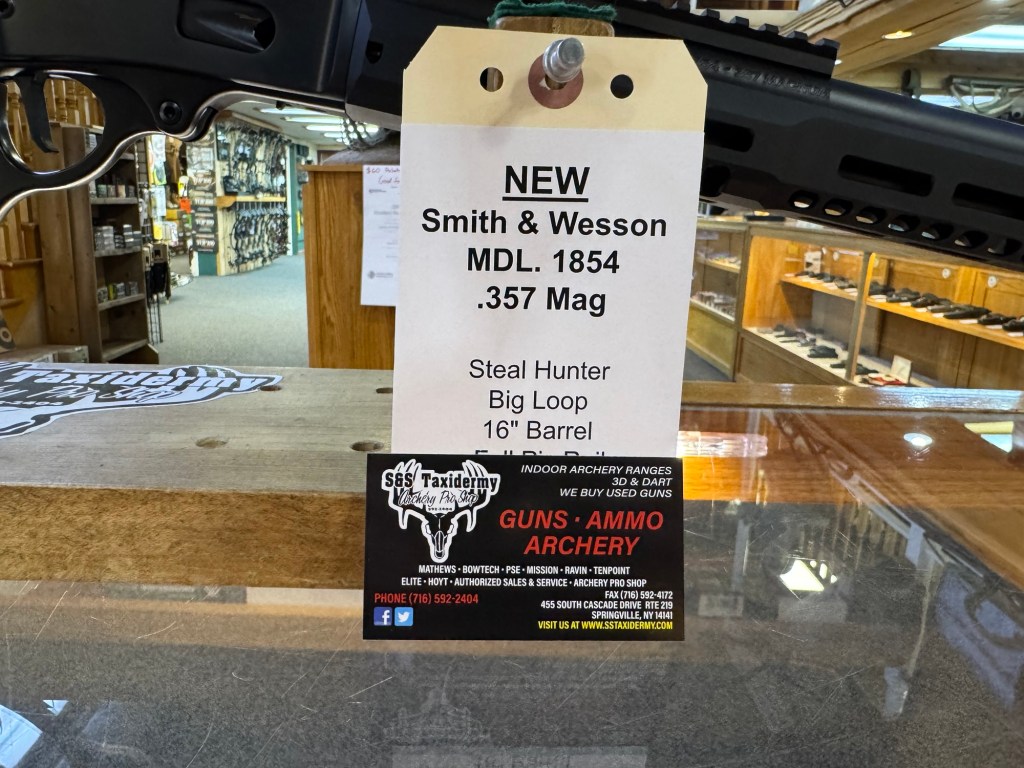 NEW
Smith & Wesson
MDL. 1854
.357 Mag
Steal Hunter
Big Loop
16" Barrel
S&S Taxidermy
Archery Pro Shop
INDOOR ARCHERY RANGES
3D & DART
WE BUY USED GUNS
GUNS · AMMO
ARCHERY
MATHEWS · BOWTECH · PSE · MISSION · RAVIN · TENPOINT
ELITE · HOYT · AUTHORIZED SALES & SERVICE · ARCHERY PRO SHOP
PHONE (716) 592-2404
FAX (716) 592-4172
455 SOUTH CASCADE DRIVE RTE 219
SPRINGVILLE, NY 14141
VISIT US AT WWW.SSTAXIDERMY.COM
Taxidermy